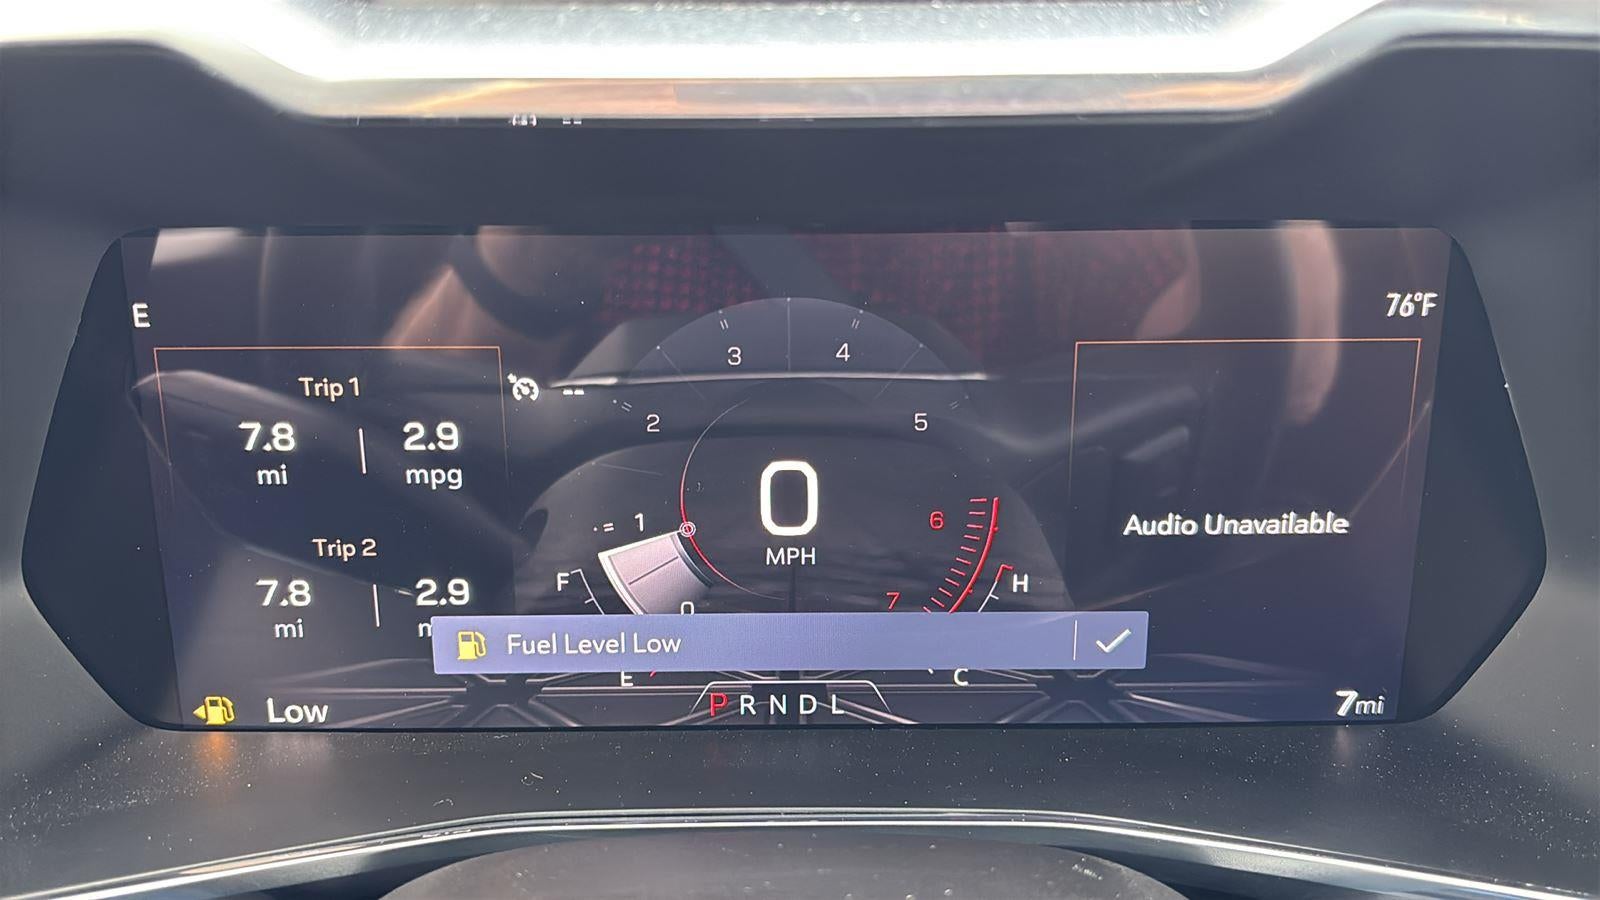 E
76°F
Trip 1
7.8 | 2.9
mi mpg
--
3 4
2 5
1 6
0
MPH
Audio Unavailable
Trip 2
7.8 | 2.9
mi
F H
7
0
Fuel Level Low
E C
Low
PRNDL
7mi